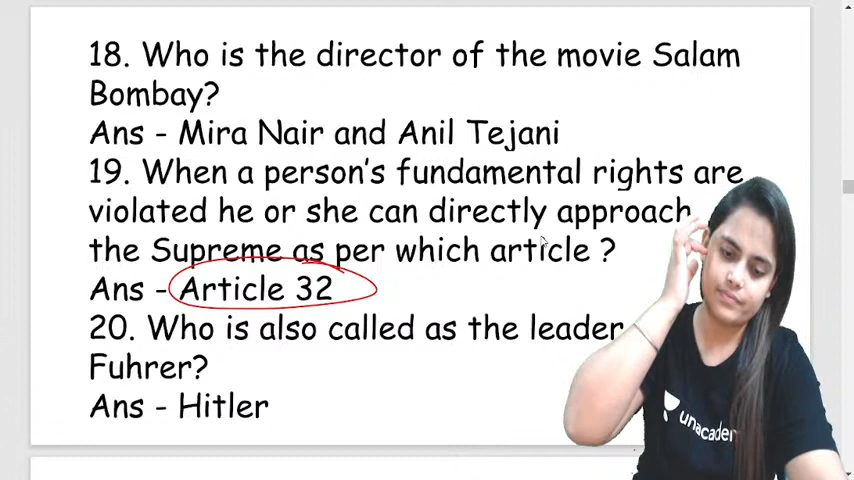 18. Who is the director of the movie Salam
Bombay?
Ans - Mira Nair and Anil Tejani
19. When a person's fundamental rights are
violated he or she can directly approach
the Supreme as per which article ?
Ans - Article 32
20. Who is also called as the leader
Fuhrer?
Ans - Hitler
unacademy